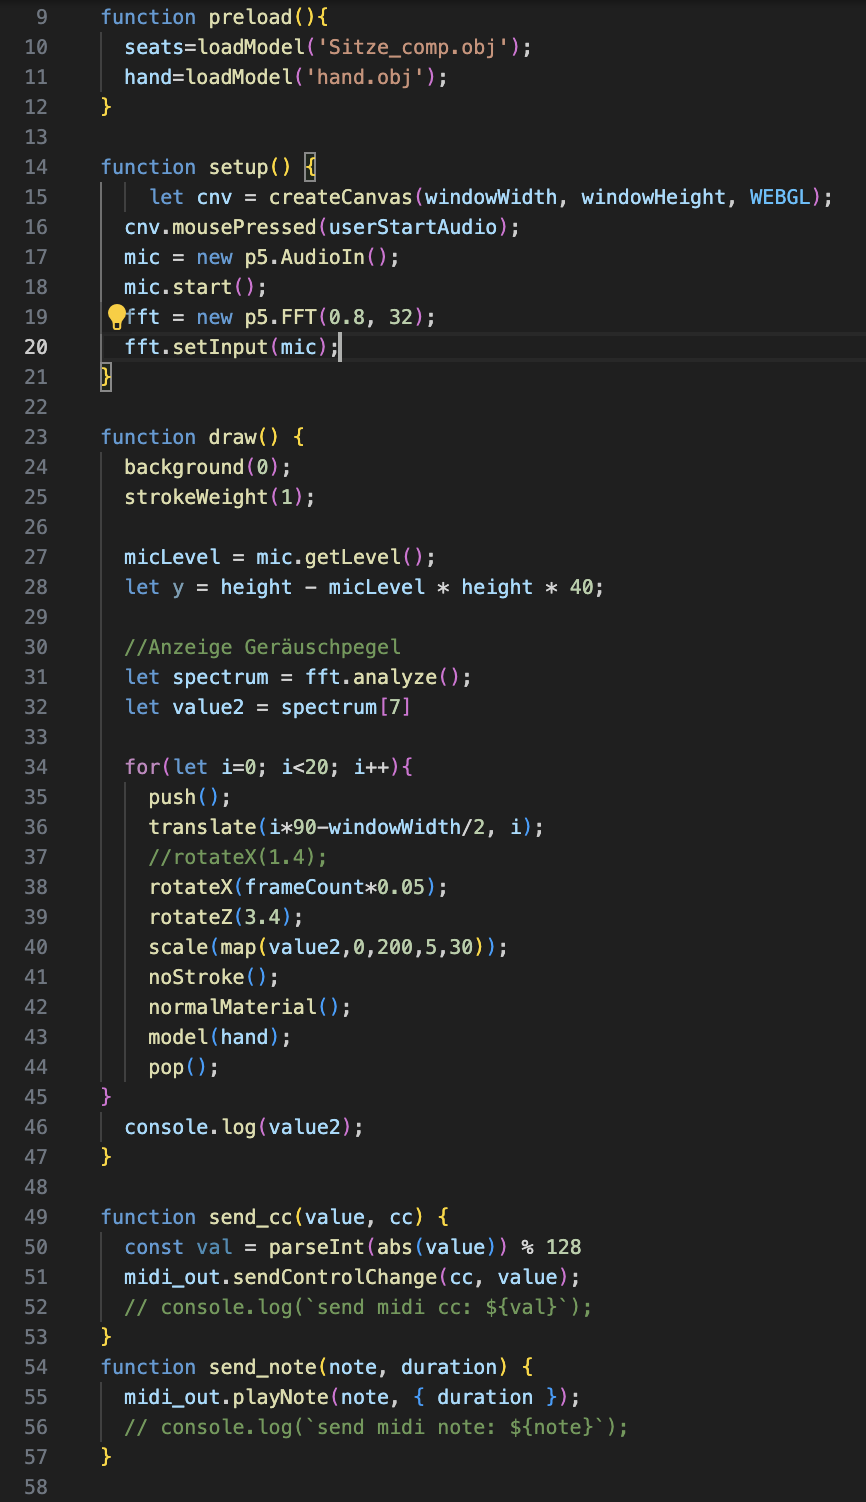 9 function preload(){
10 seats=loadModel('Sitze_comp.obj');
11 hand=loadModel('hand.obj');
12 }
13
14 function setup() {
15 let cnv = createCanvas(windowWidth, windowHeight, WEBGL);
16 cnv.mousePressed(userStartAudio);
17 mic = new p5.AudioIn();
18 mic.start();
19 fft = new p5.FFT(0.8, 32);
20 fft.setInput(mic);
21 }
22
23 function draw() {
24 background(0);
25 strokeWeight(1);
26
27 micLevel = mic.getLevel();
28 let y = height - micLevel * height * 40;
29
30 //Anzeige Geräuschpegel
31 let spectrum = fft.analyze();
32 let value2 = spectrum[7]
33
34 for(let i=0; i<20; i++){
35 push();
36 translate(i*90-windowWidth/2, i);
37 //rotateX(1.4);
38 rotateX(frameCount*0.05);
39 rotateZ(3.4);
40 scale(map(value2,0,200,5,30));
41 noStroke();
42 normalMaterial();
43 model(hand);
44 pop();
45 }
46 console.log(value2);
47 }
48
49 function send_cc(value, cc) {
50 const val = parseInt(abs(value)) % 128
51 midi_out.sendControlChange(cc, value);
52 // console.log(`send midi cc: ${val}`);
53 }
54 function send_note(note, duration) {
55 midi_out.playNote(note, { duration });
56 // console.log(`send midi note: ${note}`);
57 }
58